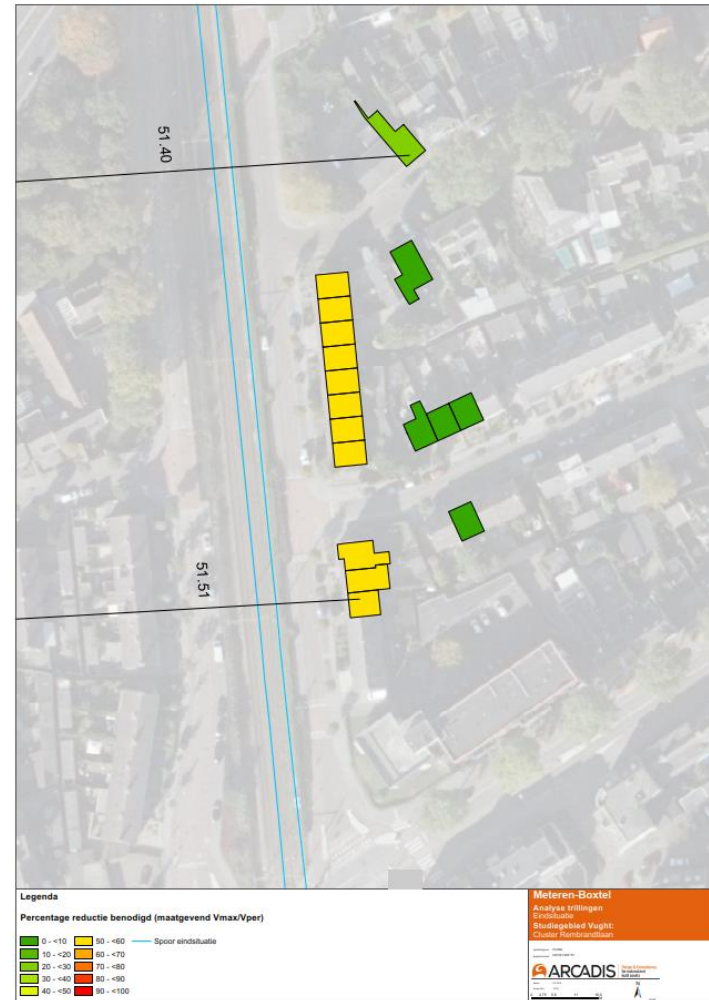 51.40
51.51
Legenda
Percentage reductie benodigd (maatgevend Vmax/Vper)
0 - <10
50 - <60
Spoor eindsituatie
10 - <20
60 - <70
20 - <30
70 - <80
30 - <40
80 - <90
40 - <50
90 - <100
Meteren-Boxtel
Analyse trillingen
Eindsituatie
Studiegebied Vught:
Cluster Rembrandtlaan
ARCADIS